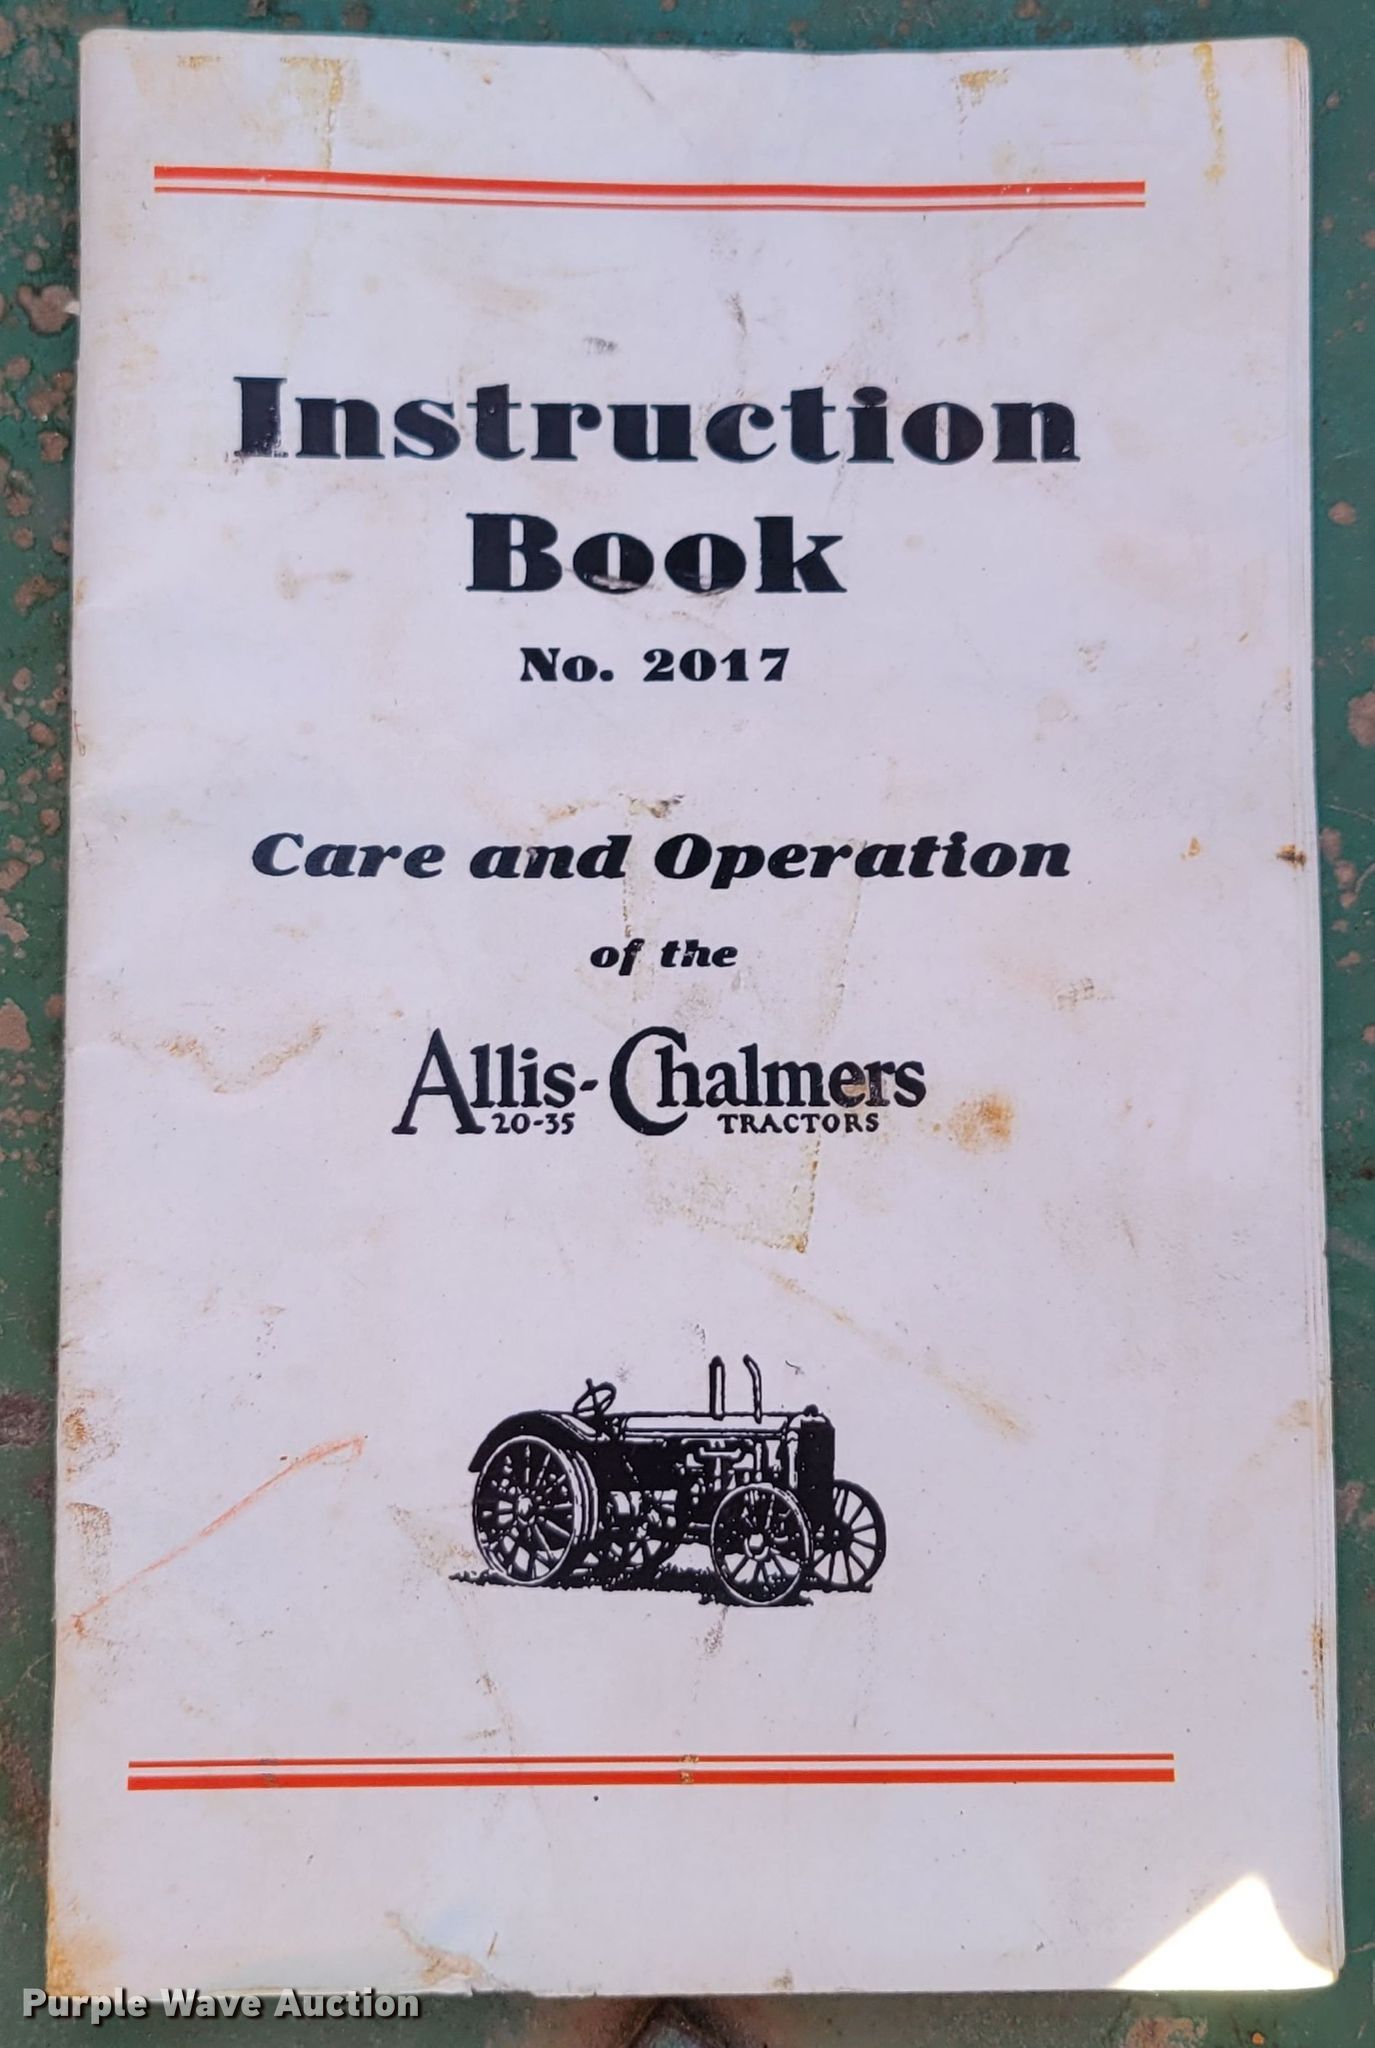 Instruction
Book
No. 2017
Care and Operation
of the
Allis-Chalmers
20-35 TRACTORS
Purple Wave Auction